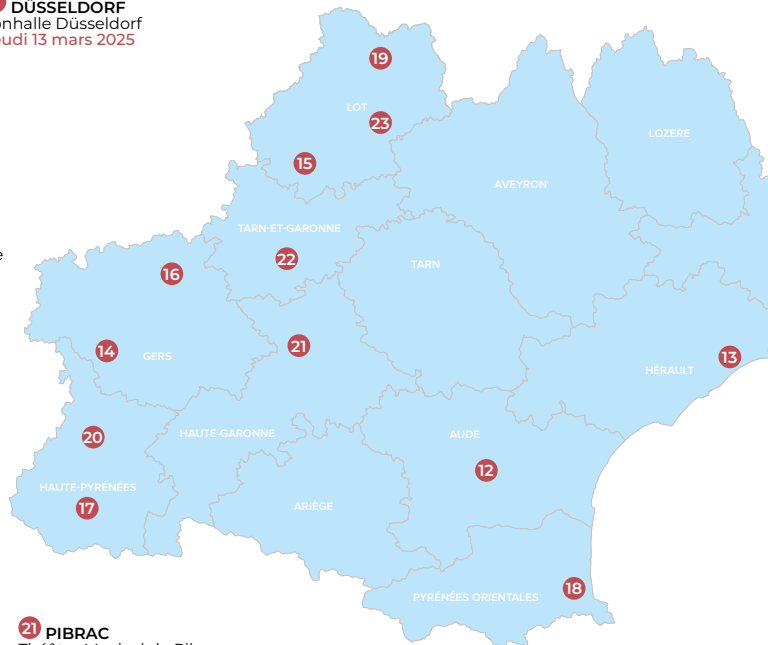 DÜSSELDORF
onhalle Düsseldorf
eudi 13 mars 2025
19
LOT
23
LOZERE
15
AVEYRON
TARN-ET-GARONNE
e
22
TARN
16
21
14
GERS
13
HÉRAULT
20
HAUTE-GARONNE
AUDE
12
HAUTE-PYRÉNÉES
17
ARIÈGE
18
PYRÉNÉES ORIENTALES
21 PIBRAC